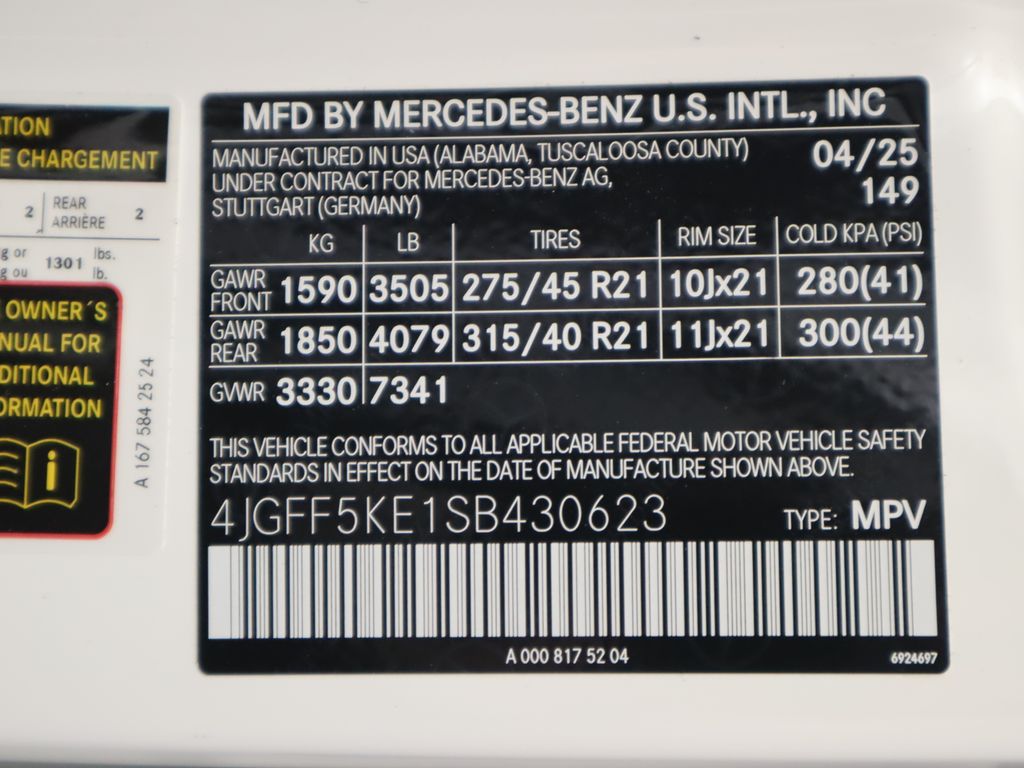 ATION
E CHARGEMENT
2 REAR ARRIÈRE 2
g or 1301 lbs.
g ou lb.
OWNER´S
NUAL FOR
DITIONAL
ORMATION
A 167 584 25 24
MFD BY MERCEDES-BENZ U.S. INTL., INC
MANUFACTURED IN USA (ALABAMA, TUSCALOOSA COUNTY) 04/25
UNDER CONTRACT FOR MERCEDES-BENZ AG, 149
STUTTGART (GERMANY)
KG LB TIRES RIM SIZE COLD KPA (PSI)
GAWR FRONT 1590 3505 275/45 R21 10Jx21 280(41)
GAWR REAR 1850 4079 315/40 R21 11Jx21 300(44)
GVWR 3330 7341
THIS VEHICLE CONFORMS TO ALL APPLICABLE FEDERAL MOTOR VEHICLE SAFETY
STANDARDS IN EFFECT ON THE DATE OF MANUFACTURE SHOWN ABOVE.
4JGFF5KE1SB430623 TYPE: MPV
A 000 817 52 04 6924697